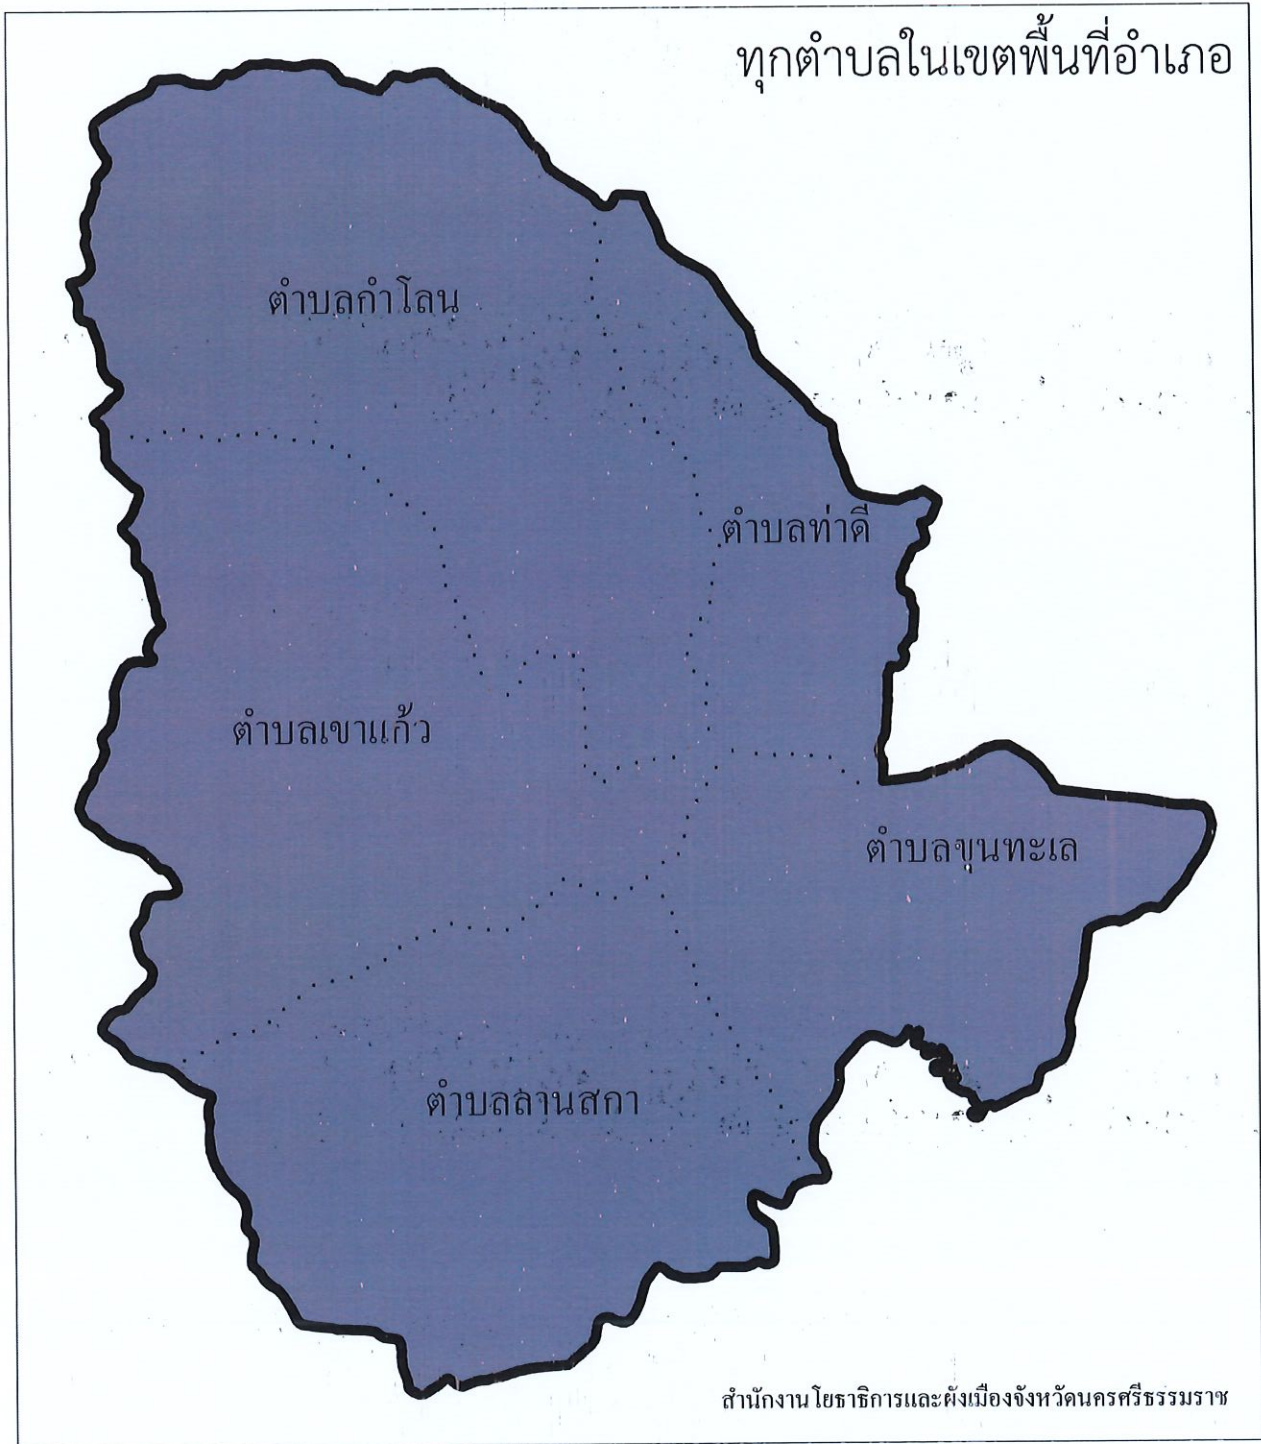 ทุกตำบลในเขตพื้นที่อำเภอ
ตำบลกำโลน
ตำบลท่าดี
ตำบลเขาแก้ว
ตำบลขุนทะเล
ตำบลลานสกา
สำนักงานโยธาธิการและผังเมืองจังหวัดนครศรีธรรมราช